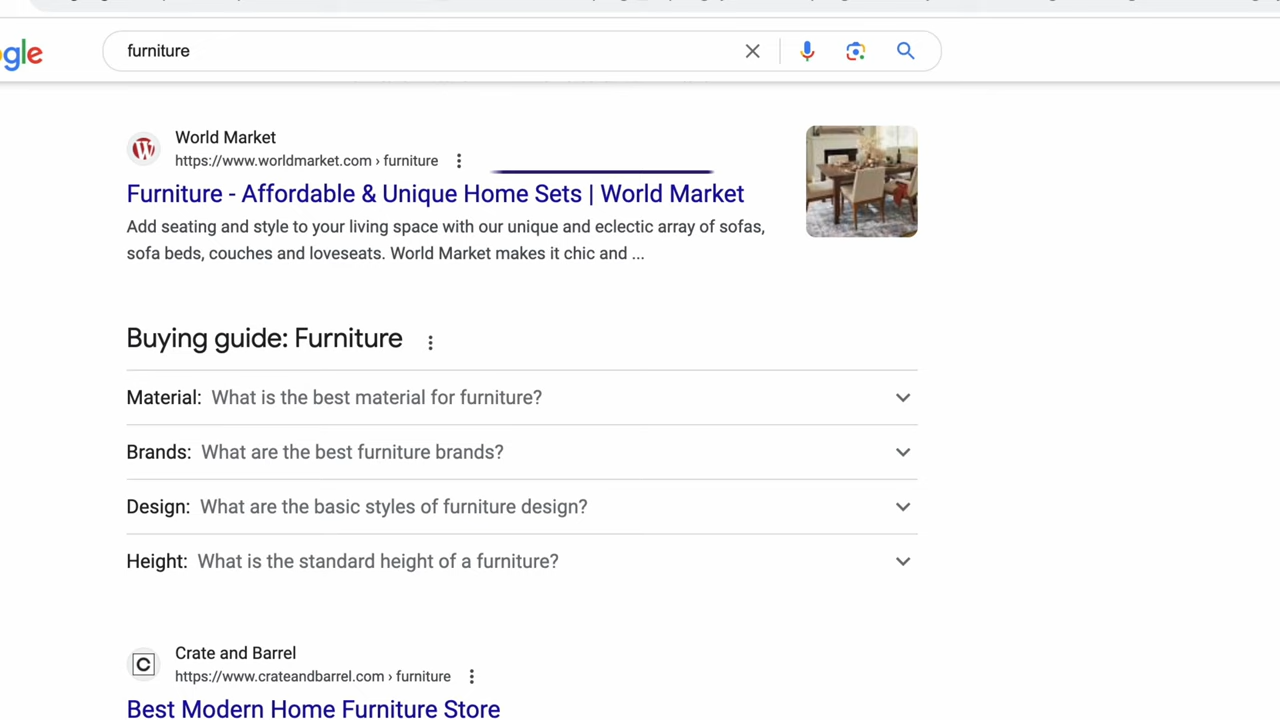 gle
furniture
World Market
https://www.worldmarket.com › furniture
Furniture - Affordable & Unique Home Sets | World Market
Add seating and style to your living space with our unique and eclectic array of sofas,
sofa beds, couches and loveseats. World Market makes it chic and ...
Buying guide: Furniture
Material: What is the best material for furniture?
Brands: What are the best furniture brands?
Design: What are the basic styles of furniture design?
Height: What is the standard height of a furniture?
C
Crate and Barrel
https://www.crateandbarrel.com › furniture
Best Modern Home Furniture Store